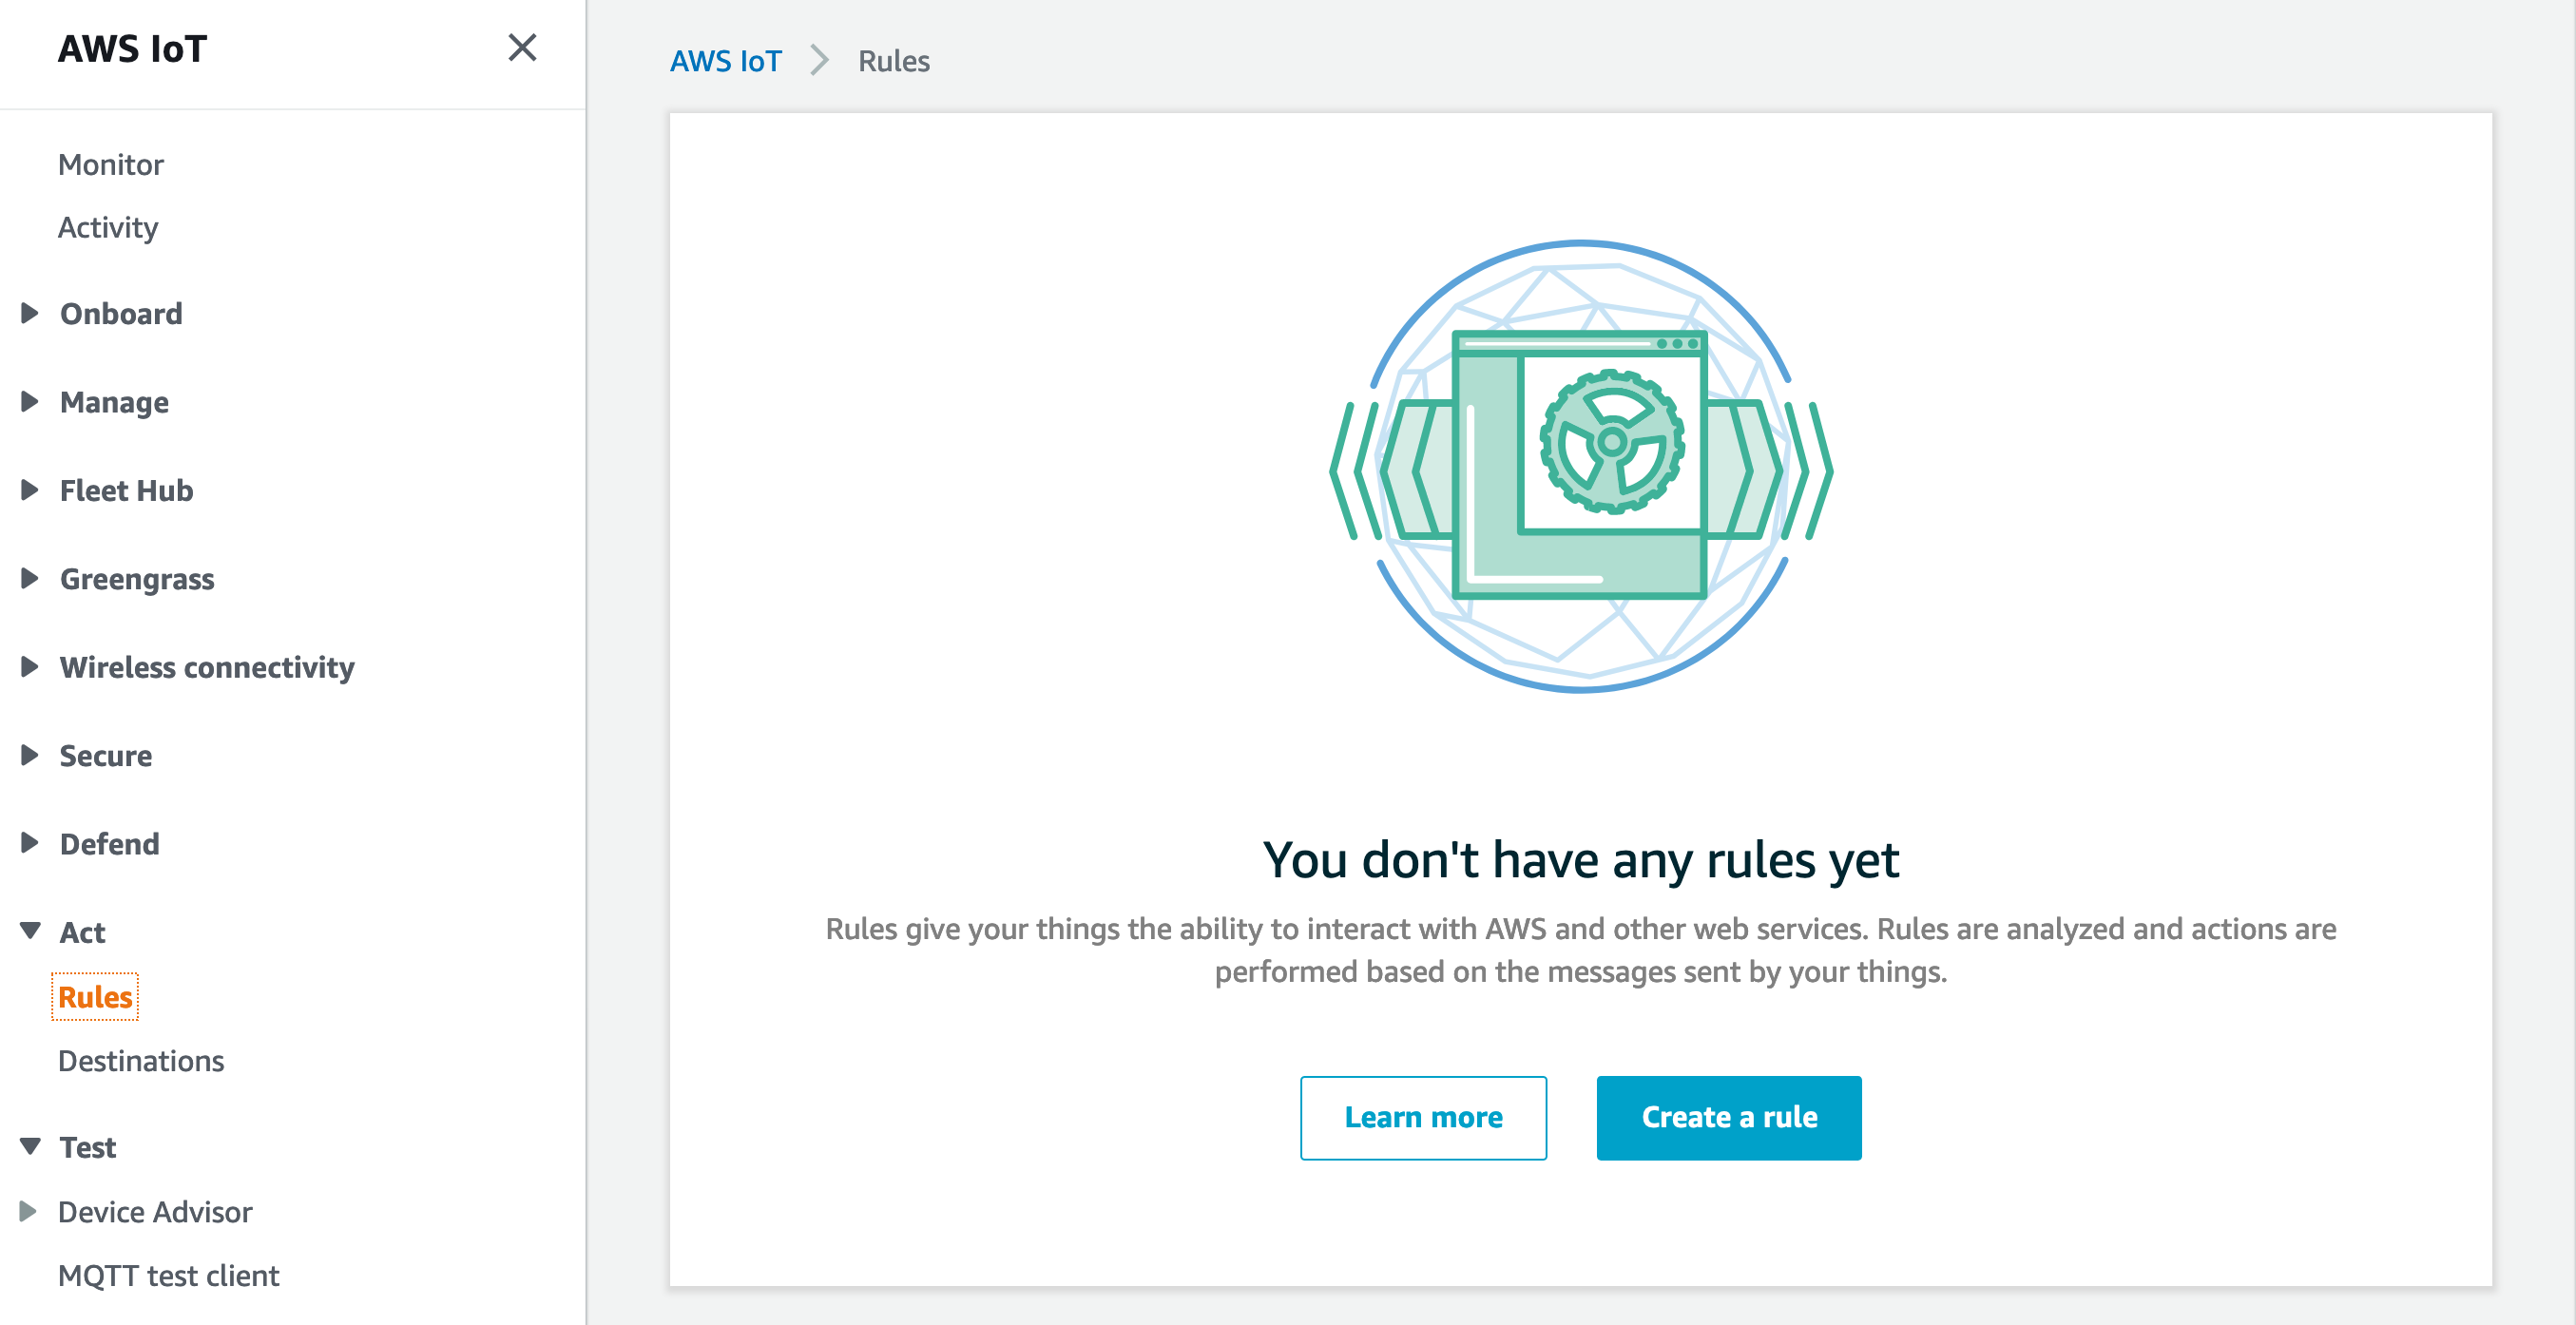 AWS IoT
Monitor
Activity
Onboard
Manage
Fleet Hub
Greengrass
Wireless connectivity
Secure
Defend
Act
Rules
Destinations
Test
Device Advisor
MQTT test client
AWS IoT > Rules
You don't have any rules yet
Rules give your things the ability to interact with AWS and other web services. Rules are analyzed and actions are
performed based on the messages sent by your things.
Learn more
Create a rule